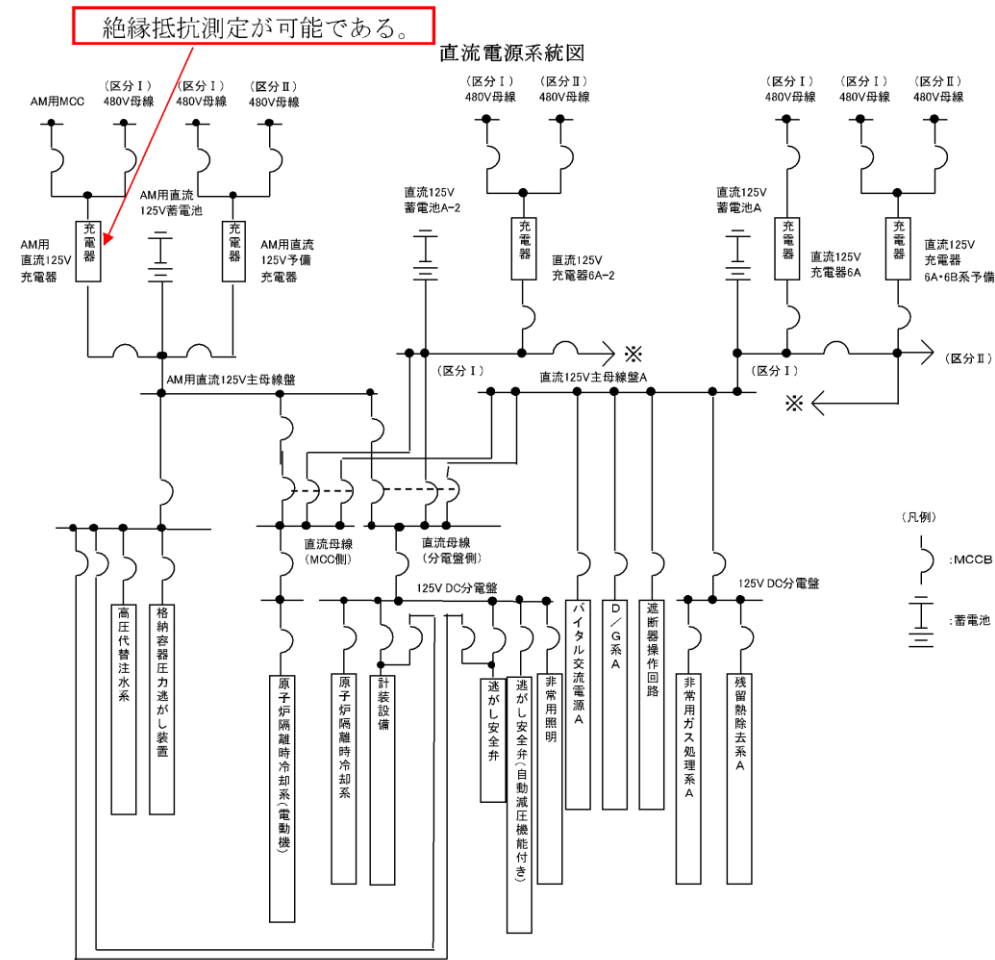 絶縁抵抗測定が可能である。
直流電源系統図
AM用MCC
(区分Ⅰ)
480V母線
(区分Ⅰ)
480V母線
(区分Ⅱ)
480V母線
(区分Ⅰ)
480V母線
(区分Ⅱ)
480V母線
(区分Ⅰ)
480V母線
(区分Ⅰ)
480V母線
(区分Ⅱ)
480V母線
AM用
直流125V
充電器
充電器
AM用直流
125V蓄電池
充電器
AM用直流
125V予備
充電器
直流125V
蓄電池A-2
充電器
直流125V
充電器6A-2
直流125V
蓄電池A
充電器
直流125V
充電器6A
充電器
直流125V
充電器
6A・6B系予備
※
(区分Ⅰ)
(区分Ⅰ)
(区分Ⅱ)
※
AM用直流125V主母線盤
直流125V主母線盤A
直流母線
(MCC側)
直流母線
(分電盤側)
125V DC分電盤
125V DC分電盤
(凡例)
:MCCB
:蓄電池
高圧代替注水系
格納容器圧力逃がし装置
原子炉隔離時冷却系(電動機)
原子炉隔離時冷却系
計装設備
逃がし安全弁
逃がし安全弁(自動減圧機能付き)
非常用照明
バイタル交流電源A
D/G系A
遮断器操作回路
非常用ガス処理系A
残留熱除去系A